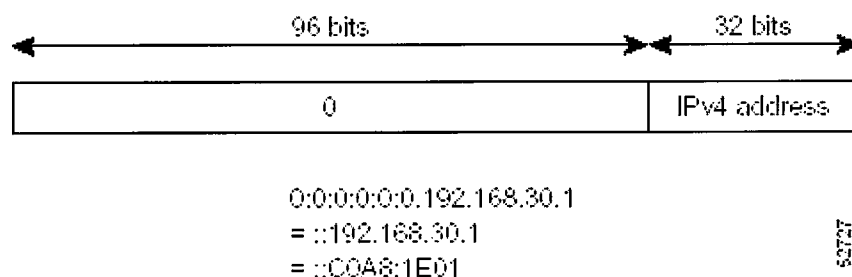 96 bits
32 bits
0
IPv4 address
0:0:0:0:0:0.192.168.30.1
= ::192.168.30.1
= ::C0A8:1E01
52727